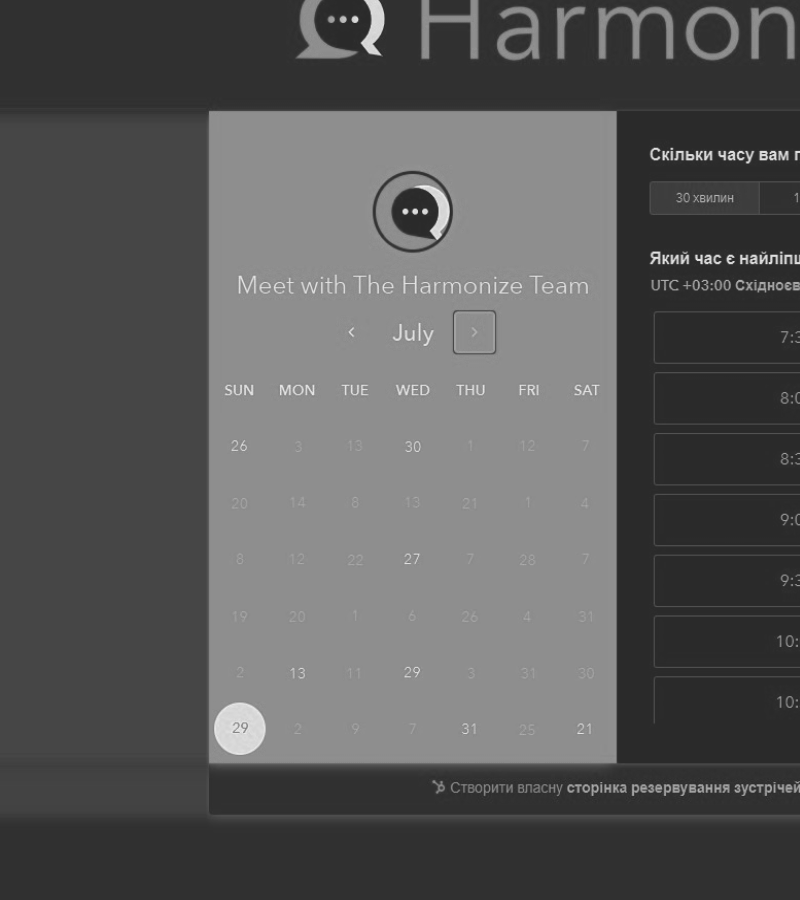 Harmon
Meet with The Harmonize Team
July
SUN MON TUE WED THU FRI SAT
26 3 13 30 1 12 7
20 14 8 13 21 1 4
8 12 22 27 7 28 7
19 20 1 6 26 4 31
2 13 11 29 3 31 30
29 2 9 7 31 25 21
Скільки часу вам п
30 хвилин 1
Який час є найліпш
UTC +03:00 Східноєв
7:3
8:0
8:3
9:0
9:3
10:
10:
Створити власну сторінка резервування зустрічей